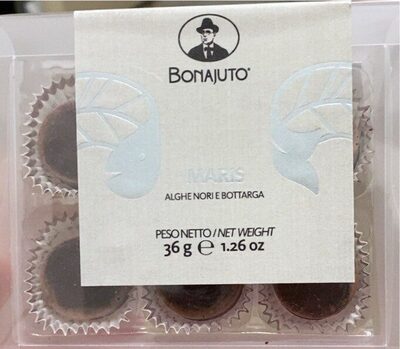 BONAJUTO®
MARIS
ALGHE NORI E BOTTARGA
PESO NETTO / NET WEIGHT
36 g ℮ 1.26 oz